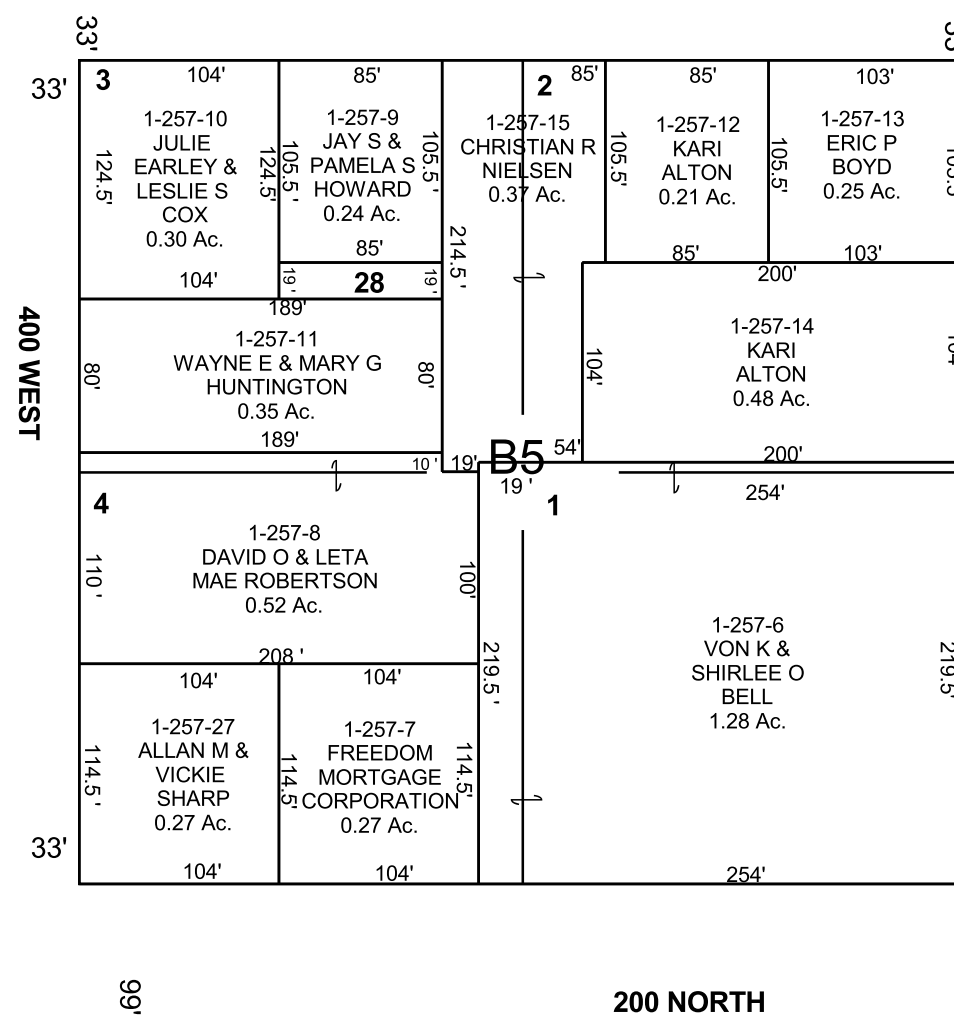 33'
33'
33'
3
104'
85'
2
85'
85'
103'
1-257-10
JULIE
EARLEY &
LESLIE S
COX
0.30 Ac.
124.5'
124.5'
104'
1-257-9
JAY S &
PAMELA S
HOWARD
0.24 Ac.
105.5'
105.5'
85'
1-257-15
CHRISTIAN R
NIELSEN
0.37 Ac.
214.5'
105.5'
1-257-12
KARI
ALTON
0.21 Ac.
85'
105.5'
1-257-13
ERIC P
BOYD
0.25 Ac.
103'
19'
28
19'
189'
1-257-11
WAYNE E & MARY G
HUNTINGTON
0.35 Ac.
80'
80'
189'
400 WEST
200'
1-257-14
KARI
ALTON
0.48 Ac.
104'
104'
200'
10'
19'
B5
54'
19'
1
254'
4
1-257-8
DAVID O & LETA
MAE ROBERTSON
0.52 Ac.
110'
100'
208'
1-257-6
VON K &
SHIRLEE O
BELL
1.28 Ac.
219.5'
219.5'
254'
104'
104'
1-257-27
ALLAN M &
VICKIE
SHARP
0.27 Ac.
114.5'
114.5'
104'
1-257-7
FREEDOM
MORTGAGE
CORPORATION
0.27 Ac.
114.5'
104'
33'
99'
200 NORTH